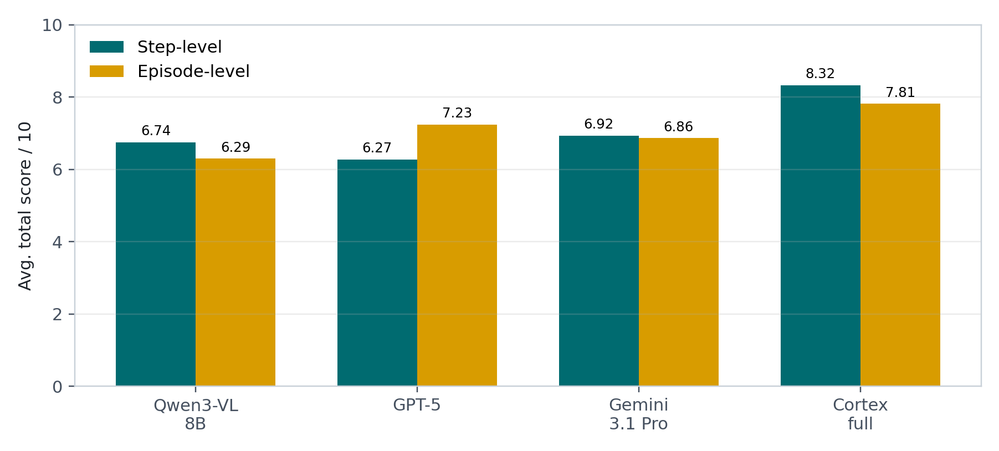 Avg. total score / 10
10
8
6
4
2
0
Step-level
Episode-level
6.74
6.29
6.27
7.23
6.92
6.86
8.32
7.81
Qwen3-VL
8B
GPT-5
Gemini
3.1 Pro
Cortex
full